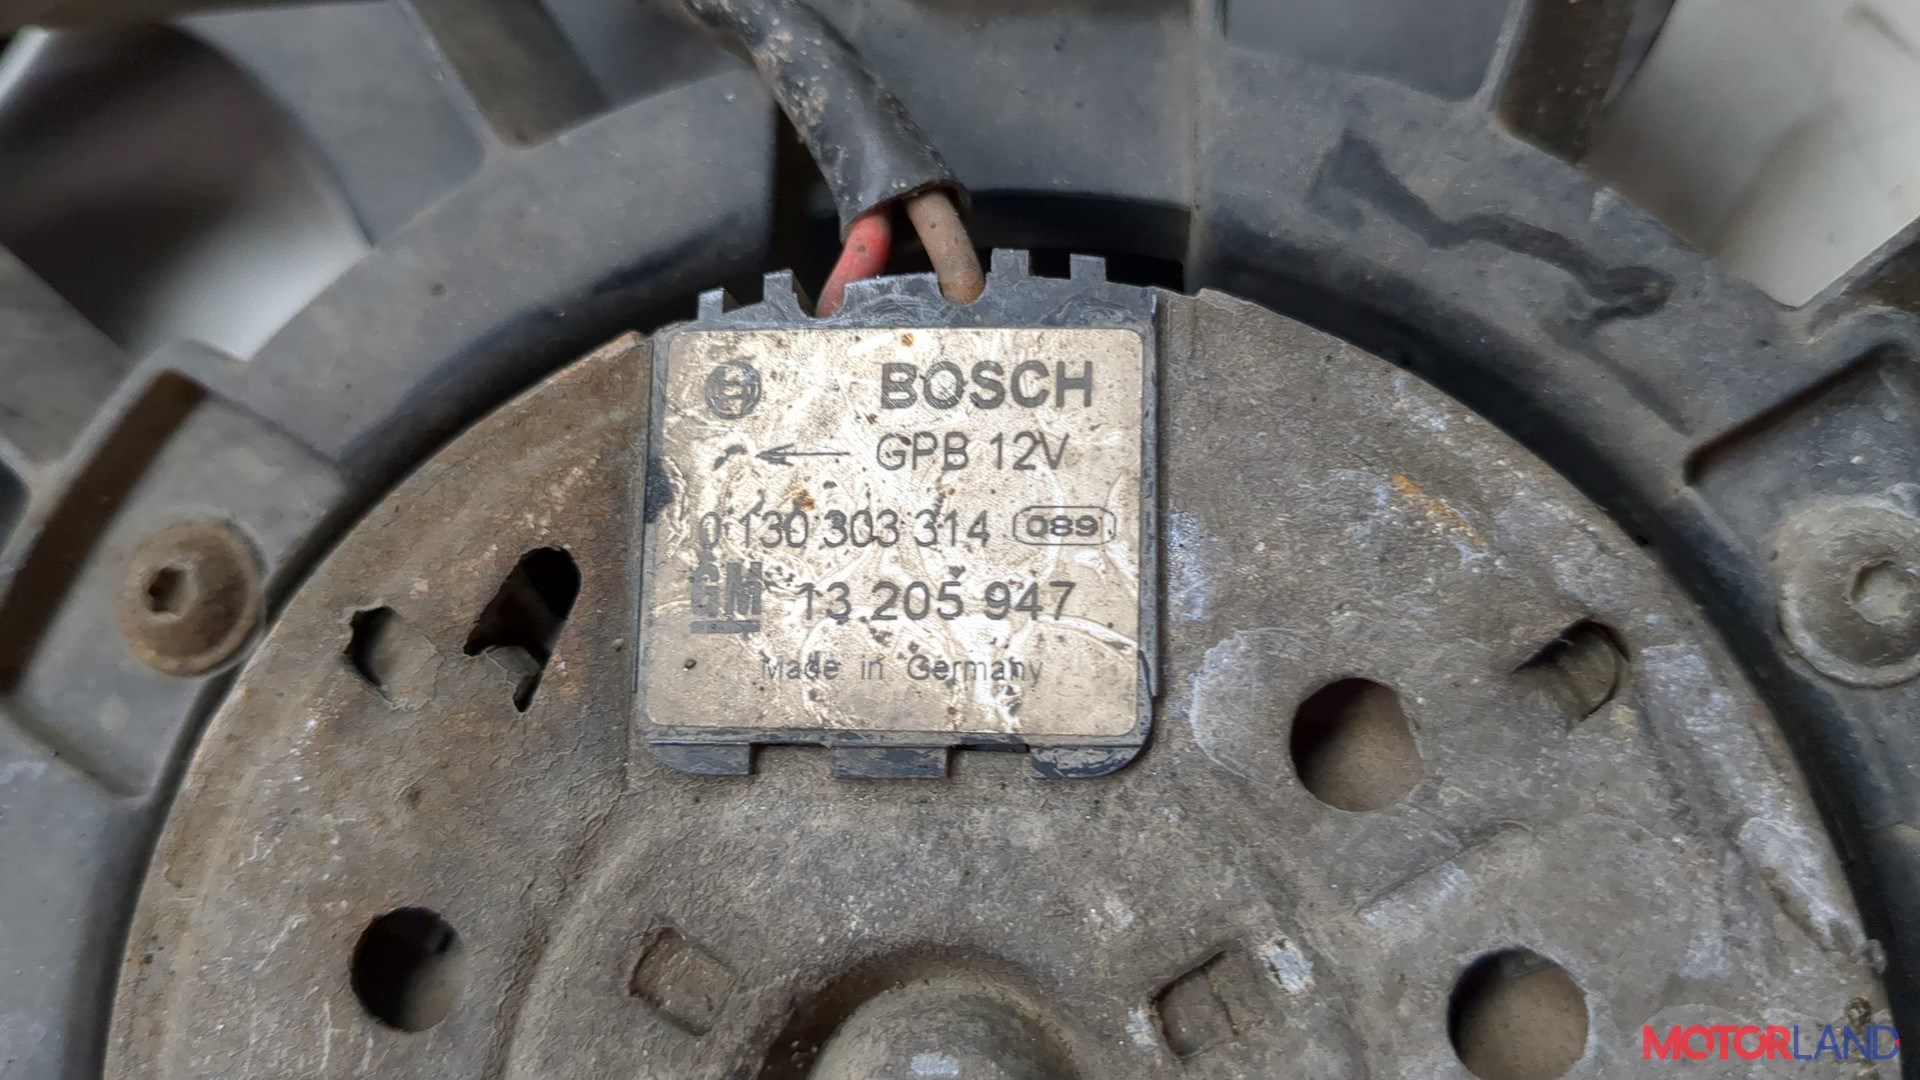 BOSCH
GPB 12V
0 130 303 314 089
GM 13 205 947
Made in Germany
MOTORLAND